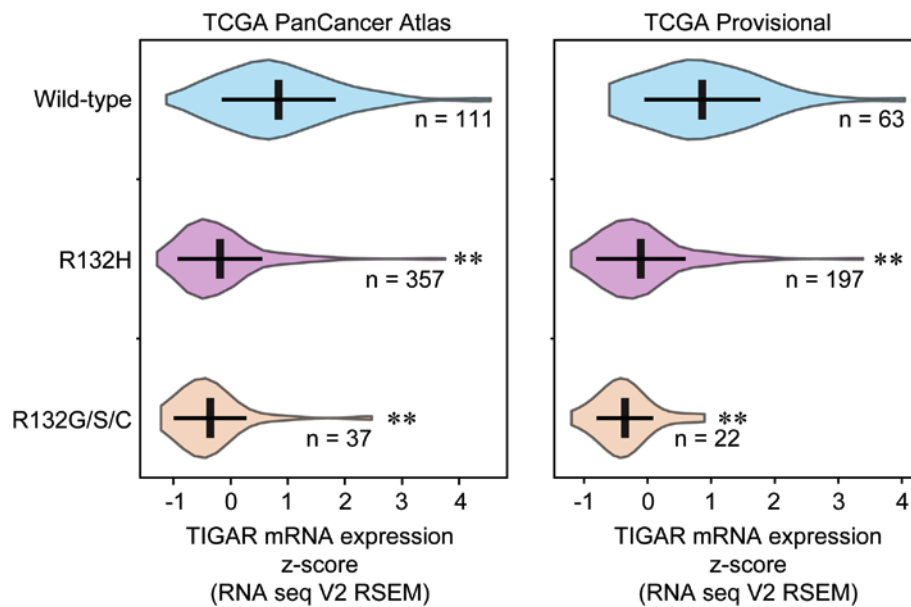 TCGA PanCancer Atlas
TCGA Provisional
Wild-type
n = 111
n = 63
R132H
**
**
n = 357
n = 197
R132G/S/C
**
**
n = 37
n = 22
-1 0 1 2 3 4
-1 0 1 2 3 4
TIGAR mRNA expression
z-score
(RNA seq V2 RSEM)
TIGAR mRNA expression
z-score
(RNA seq V2 RSEM)